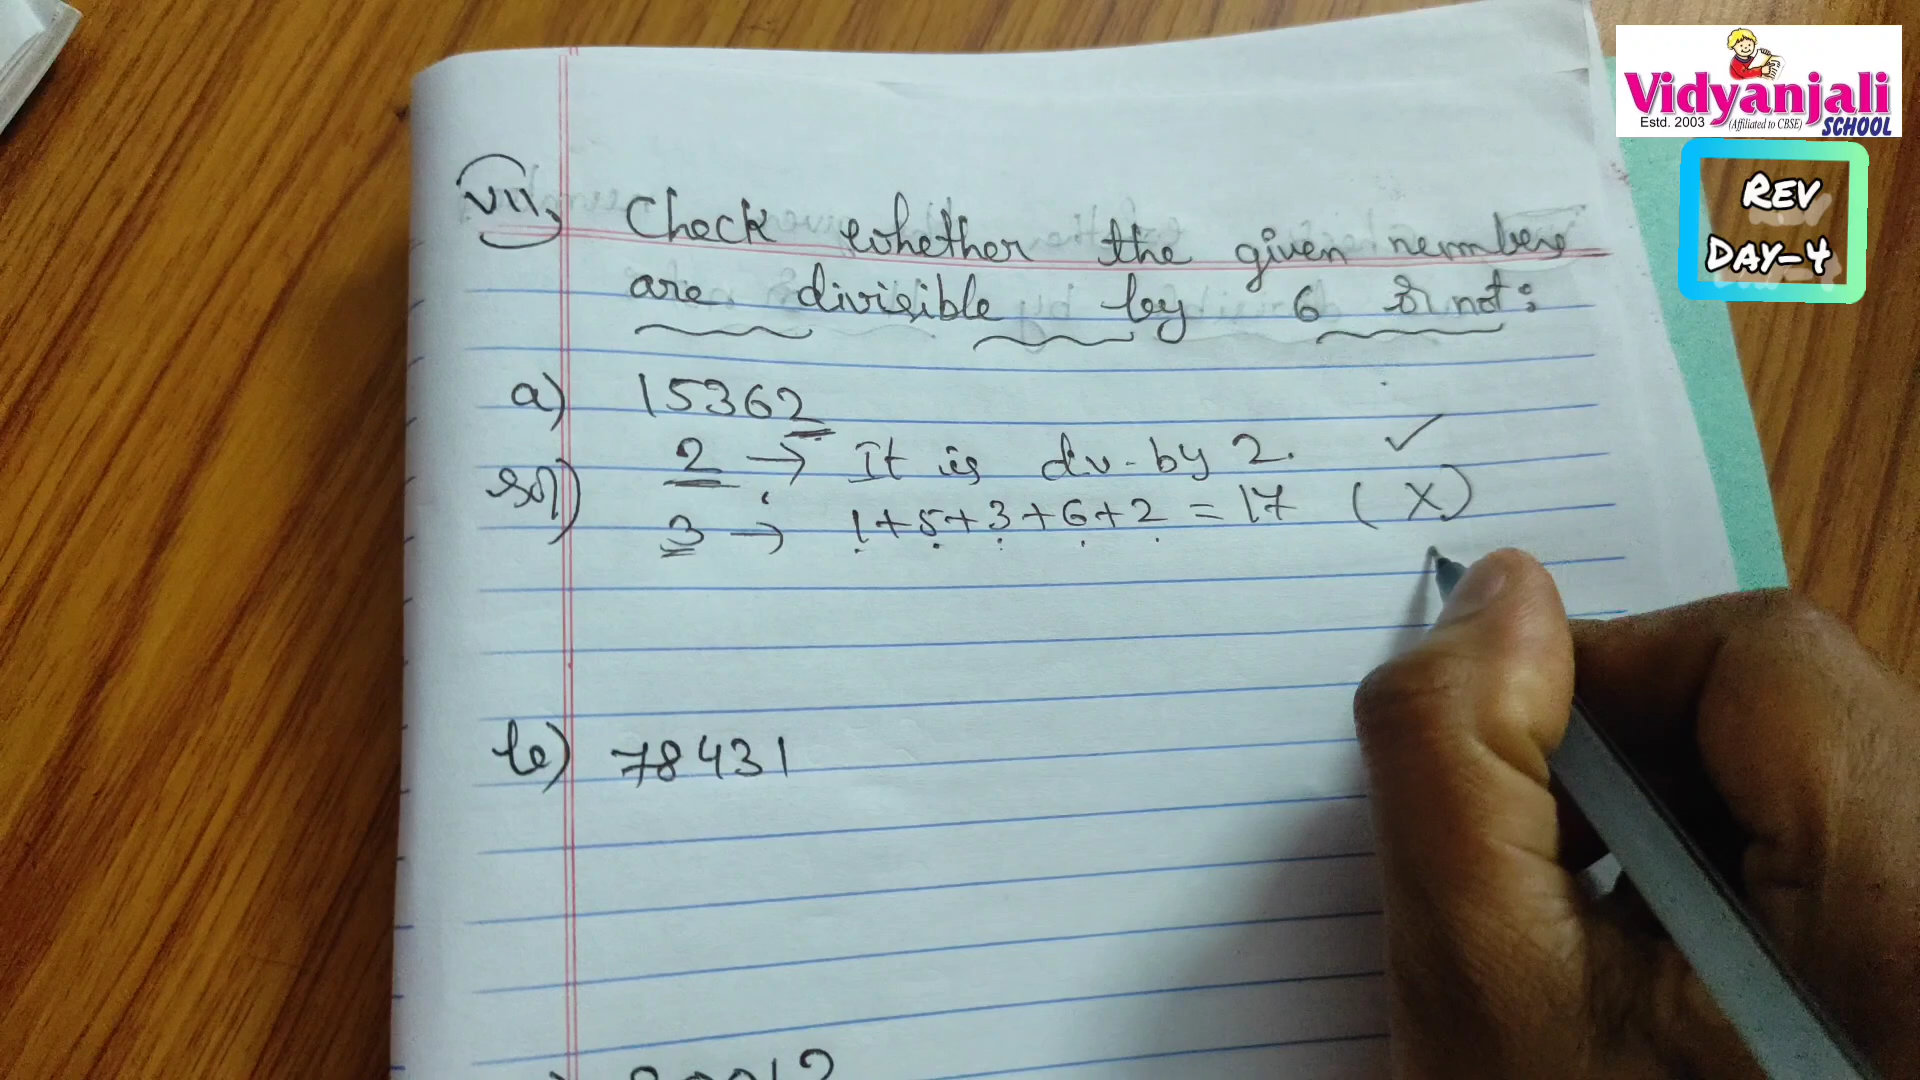 Vidyanjali
Estd. 2003 (Affiliated to CBSE) SCHOOL
REV
DAY-4
vii, Check whether the given numbers
are divisible by 6 or not:
a) 15362
sol) 2 → It is div. by 2. ✓
3 → 1+5+3+6+2 = 17 (X)
b) 78431